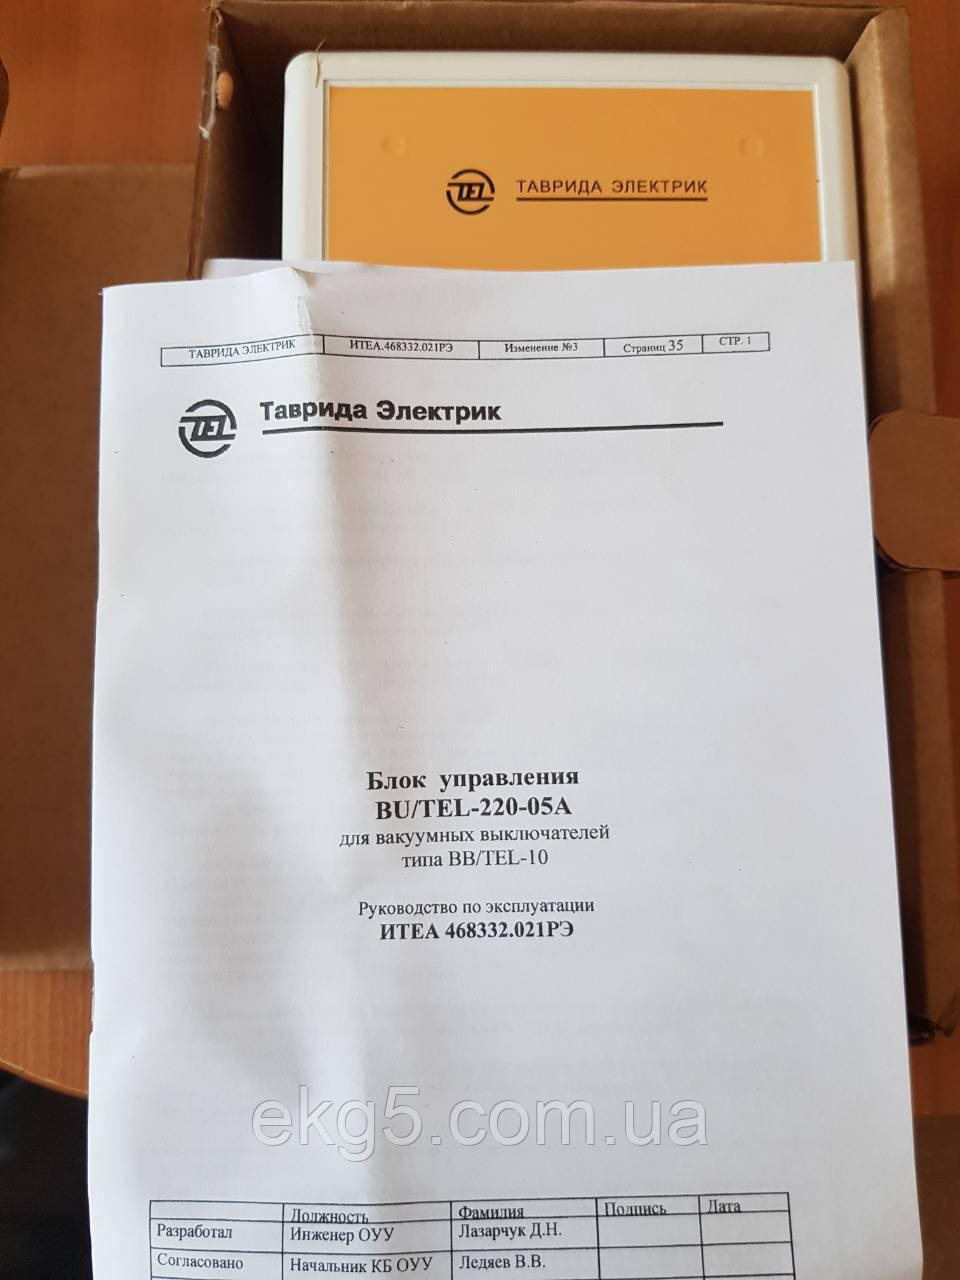 TEL ТАВРИДА ЭЛЕКТРИК
ТАВРИДА ЭЛЕКТРИК ИТЕА.468332.021РЭ Изменение №3 Страниц 35 СТР. 1
TEL Таврида Электрик
Блок управления
BU/TEL-220-05A
для вакуумных выключателей
типа BB/TEL-10
Руководство по эксплуатации
ИТЕА 468332.021РЭ
ekg5.com.ua
Должность Фамилия Подпись Дата
Разработал Инженер ОУУ Лазарчук Д.Н.
Согласовано Начальник КБ ОУУ Ледяев В.В.